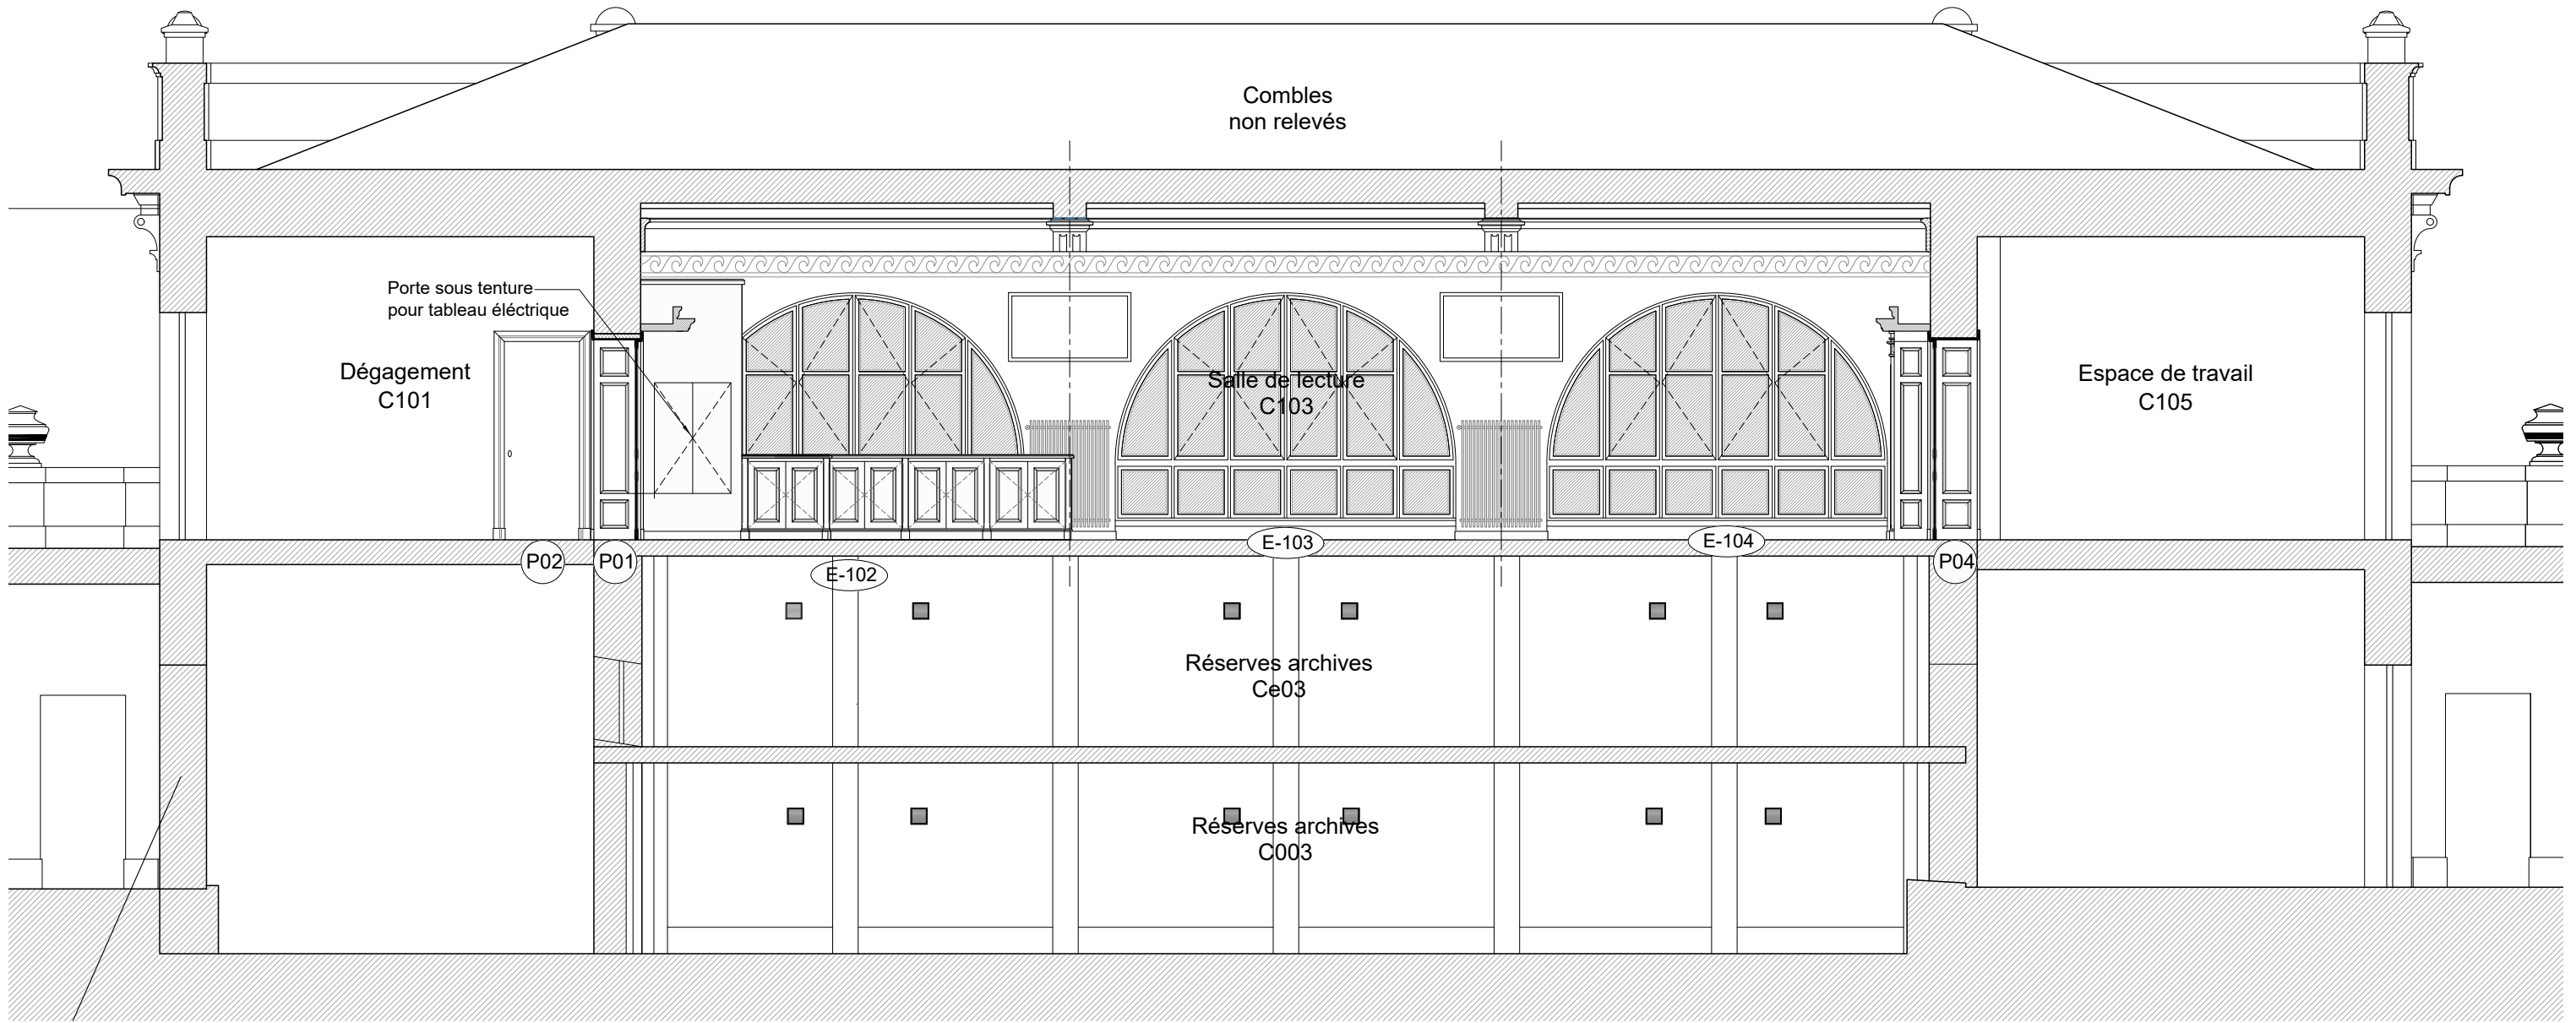 Combles
non relevés
Porte sous tenture
pour tableau éléctrique
Dégagement
C101
Salle de lecture
C103
Espace de travail
C105
P02
P01
E-102
E-103
E-104
P04
Réserves archives
Ce03
Réserves archives
C003